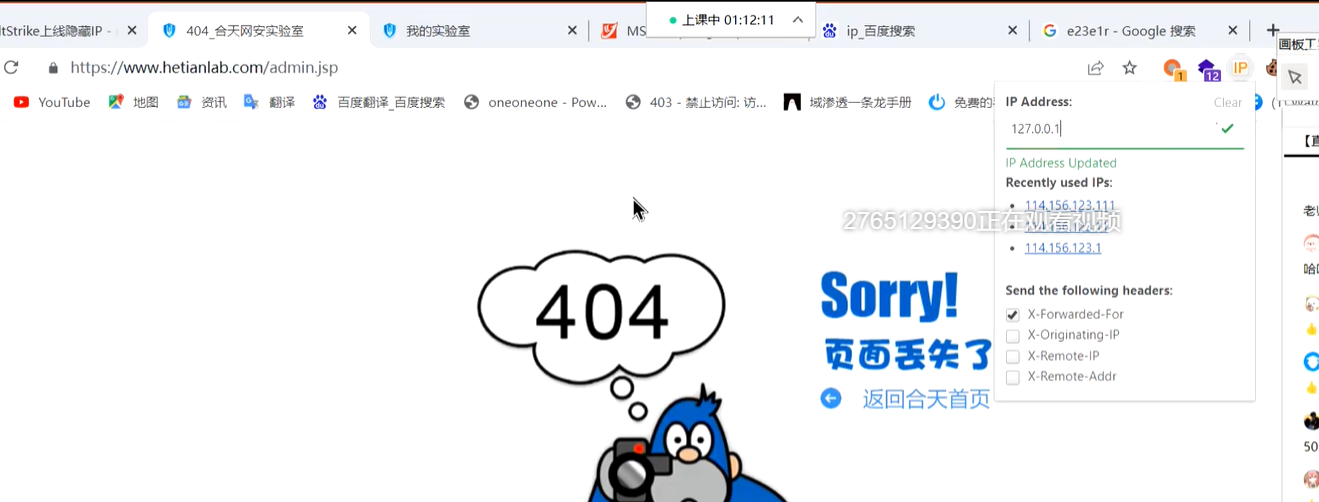 上课中 01:12:11
ltStrike上线隐藏IP -
404_合天网安实验室
我的实验室
MS
ip_百度搜索
e23e1r - Google 搜索
画板工
https://www.hetianlab.com/admin.jsp
1
12
IP
YouTube
地图
资讯
翻译
百度翻译_百度搜索
oneoneone - Pow...
403 - 禁止访问: 访...
域渗透一条龙手册
免费的
IP Address:
Clear
127.0.0.1
IP Address Updated
Recently used IPs:
114.156.123.111
2765129390正在观看视频
114.156.123.1
Send the following headers:
X-Forwarded-For
X-Originating-IP
X-Remote-IP
X-Remote-Addr
404
Sorry!
页面丢失了
返回合天首页
老师
哈哈
50